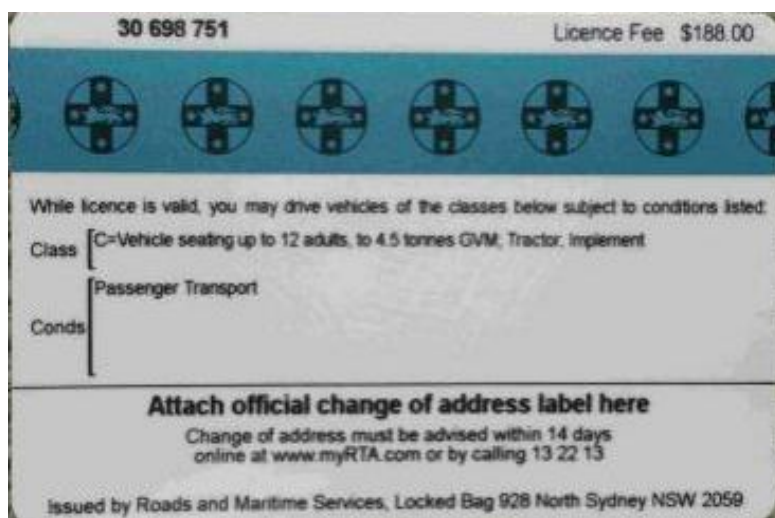 30 698 751 Licence Fee $188.00
While licence is valid, you may drive vehicles of the classes below subject to conditions listed:
Class C=Vehicle seating up to 12 adults, to 4.5 tonnes GVM; Tractor, Implement
Passenger Transport
Conds
Attach official change of address label here
Change of address must be advised within 14 days
online at www.myRTA.com or by calling 13 22 13
Issued by Roads and Maritime Services, Locked Bag 928 North Sydney NSW 2059